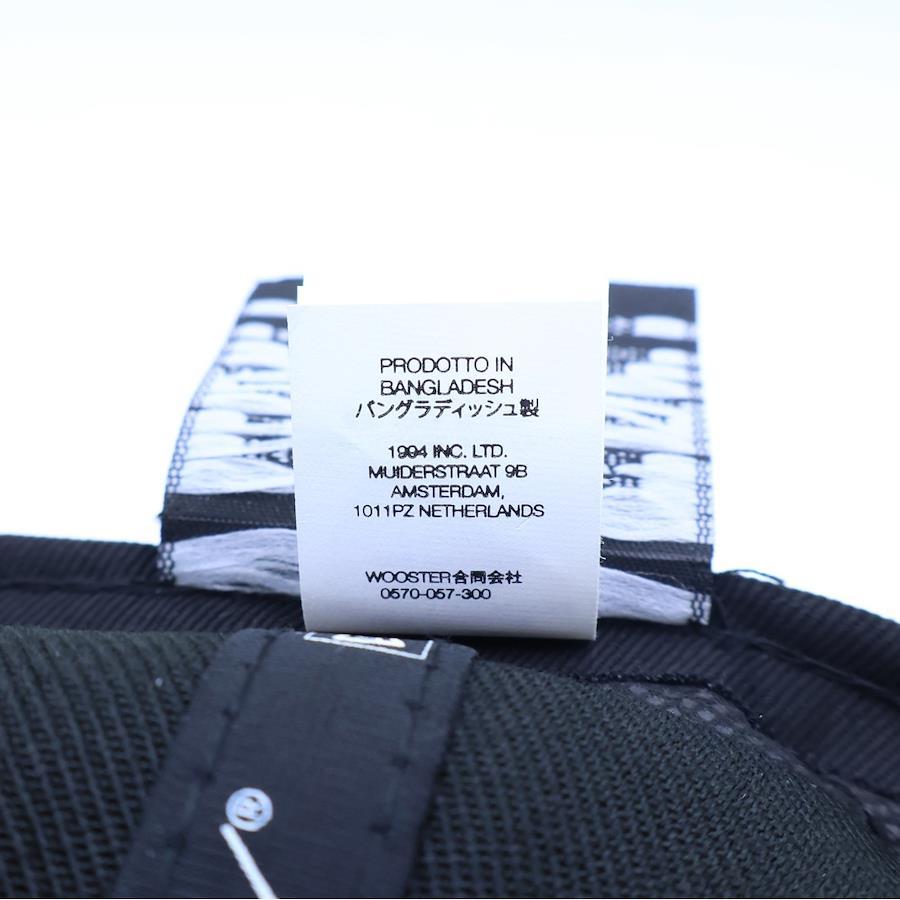 PRODOTTO IN
BANGLADESH
バングラディッシュ製
1994 INC. LTD.
MUIDERSTRAAT 9B
AMSTERDAM,
1011PZ NETHERLANDS
WOOSTER合同会社
0570-057-300
®